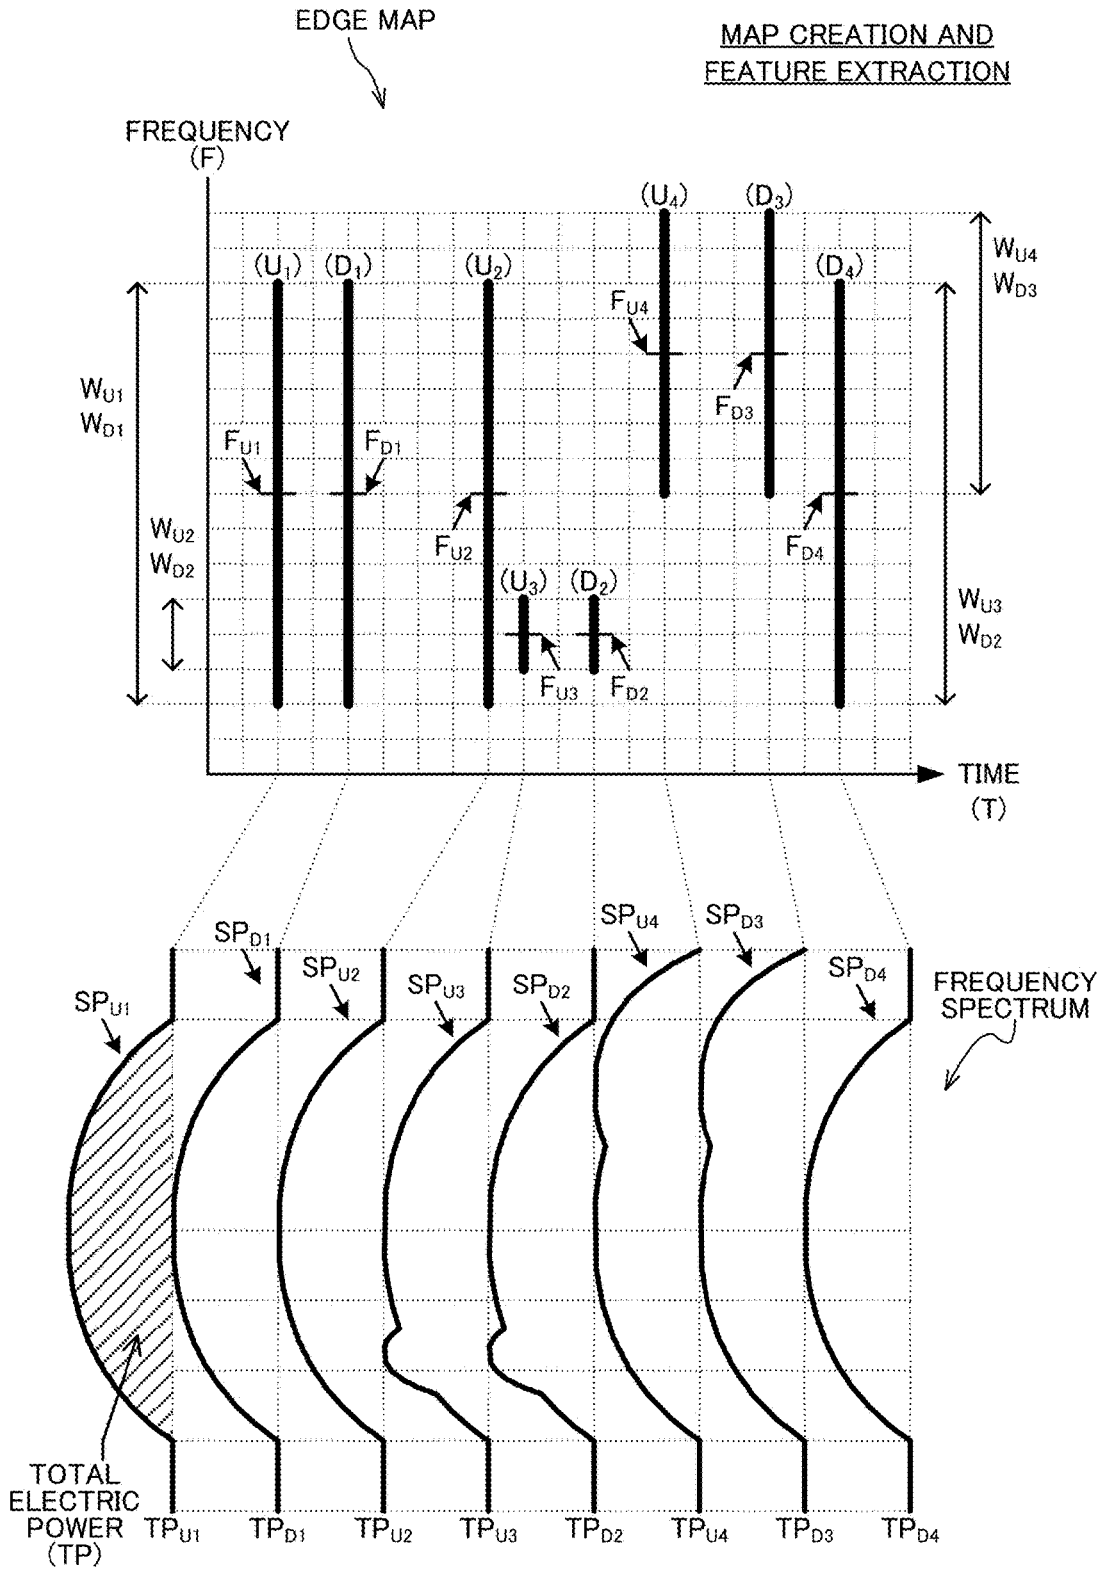 EDGE MAP
MAP CREATION AND
FEATURE EXTRACTION
FREQUENCY
(F)
(U4)
(D3)
WU4
WD3
(U1)
(D1)
(U2)
(D4)
FU4
WU1
WD1
FD3
FU1
FD1
WU2
WD2
FU2
FD4
(U3)
(D2)
WU3
WD2
FU3
FD2
TIME
(T)
SPU1
SPD1
SPU2
SPU3
SPD2
SPU4
SPD3
SPD4
FREQUENCY
SPECTRUM
TOTAL
ELECTRIC
POWER
(TP)
TPU1
TPD1
TPU2
TPU3
TPD2
TPU4
TPD3
TPD4